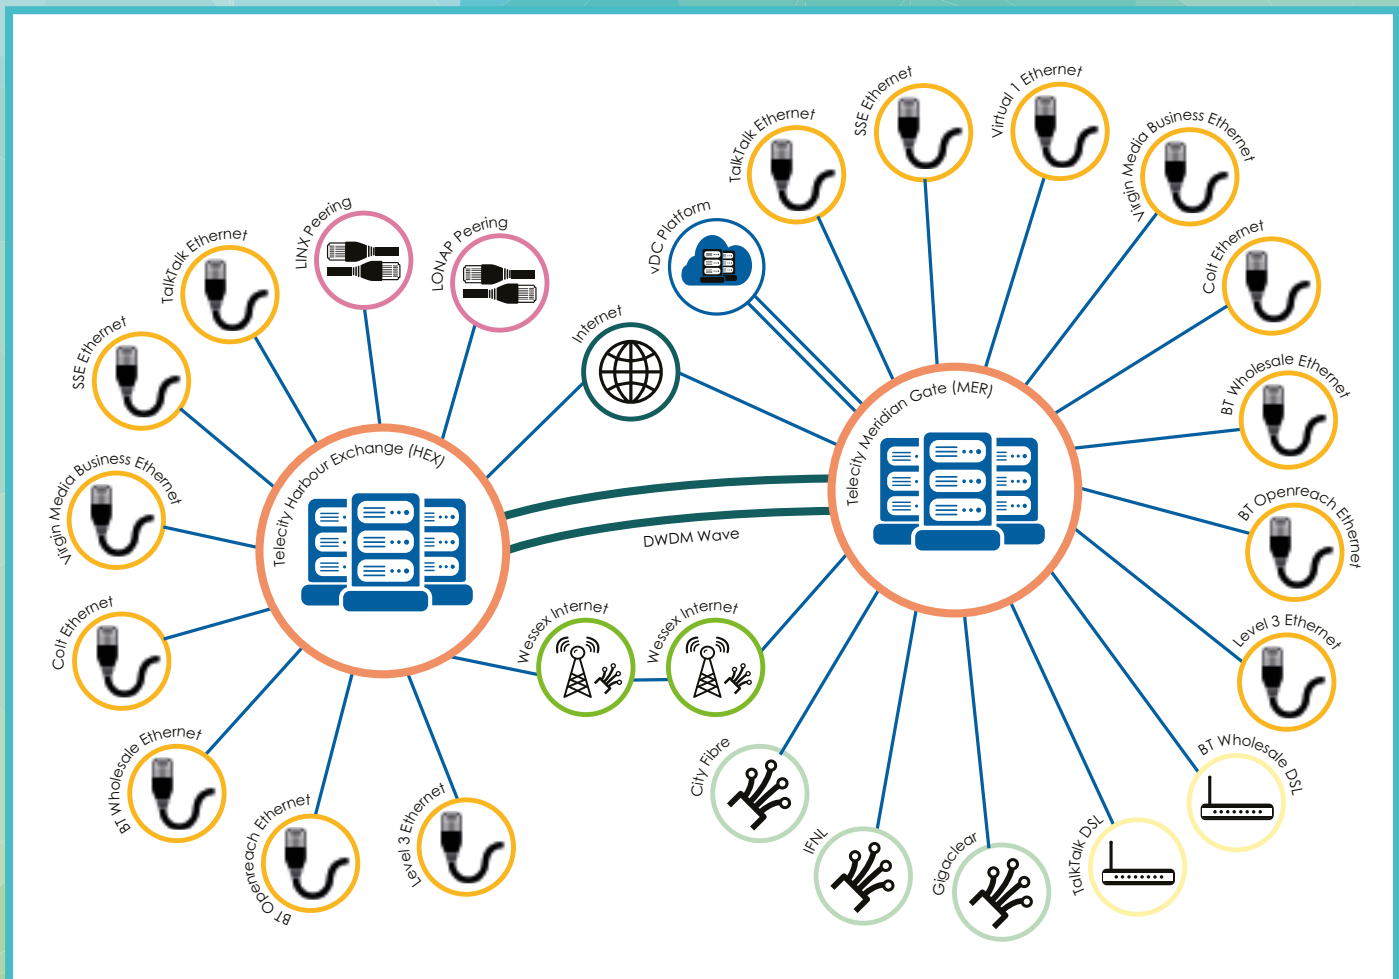 LINX Peering
LONAP Peering
TalkTalk Ethernet
SSE Ethernet
Virgin Media Business Ethernet
Colt Ethernet
BT Wholesale Ethernet
BT Openreach Ethernet
Level 3 Ethernet
Telecity Harbour Exchange (HEX)
Internet
DWDM Wave
Wessex Internet
Wessex Internet
vDC Platform
TalkTalk Ethernet
SSE Ethernet
Virtual 1 Ethernet
Virgin Media Business Ethernet
Colt Ethernet
BT Wholesale Ethernet
BT Openreach Ethernet
Level 3 Ethernet
Telecity Meridian Gate (MER)
BT Wholesale DSL
TalkTalk DSL
Gigaclear
IFNL
City Fibre